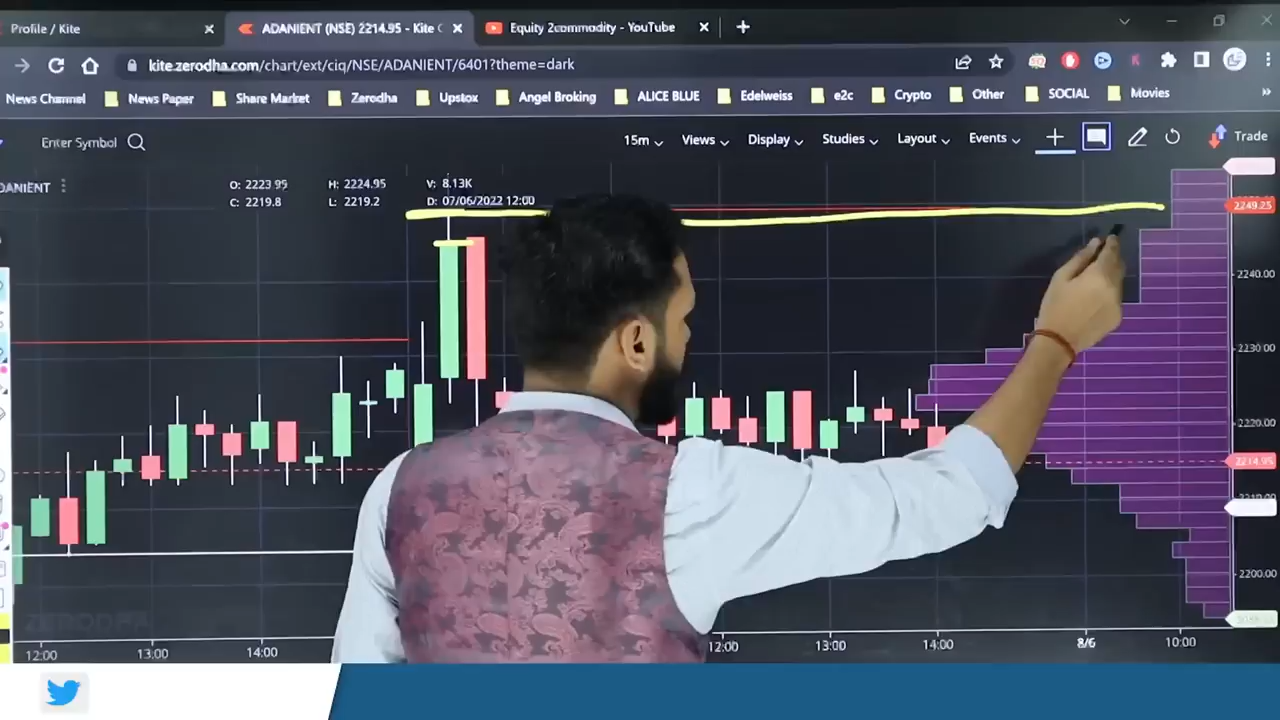 Profile / Kite
ADANIENT (NSE) 2214.95 - Kite
Equity 2commodity - YouTube
kite.zerodha.com/chart/ext/ciq/NSE/ADANIENT/6401?theme=dark
News Channel News Paper Share Market Zerodha Upstox Angel Broking ALICE BLUE Edelweiss e2c Crypto Other SOCIAL Movies
Enter Symbol 15m Views Display Studies Layout Events Trade
DANIENT
O: 2223.95 H: 2224.95 V: 8.13K
C: 2219.8 L: 2219.2 D: 07/06/2022 12:00
2249.25
2240.00
2230.00
2220.00
2214.95
2210.00
2200.00
ZERODHA
12:00 13:00 14:00 12:00 13:00 14:00 8/6 10:00